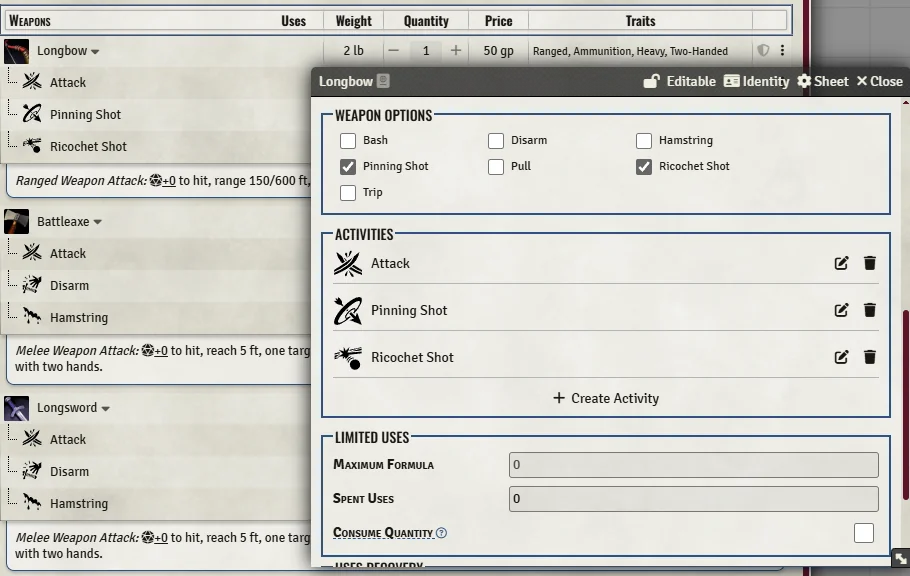 Weapons Uses Weight Quantity Price Traits
Longbow 2 lb 1 50 gp Ranged, Ammunition, Heavy, Two-Handed
Attack
Pinning Shot
Ricochet Shot
Ranged Weapon Attack: +0 to hit, range 150/600 ft,
Battleaxe
Attack
Disarm
Hamstring
Melee Weapon Attack: +0 to hit, reach 5 ft, one targ
with two hands.
Longsword
Attack
Disarm
Hamstring
Melee Weapon Attack: +0 to hit, reach 5 ft, one targ
with two hands.
Longbow Editable Identity Sheet Close
WEAPON OPTIONS
Bash Disarm Hamstring
Pinning Shot Pull Ricochet Shot
Trip
ACTIVITIES
Attack
Pinning Shot
Ricochet Shot
+ Create Activity
LIMITED USES
Maximum Formula 0
Spent Uses 0
Consume Quantity ?
USES RECOVERY